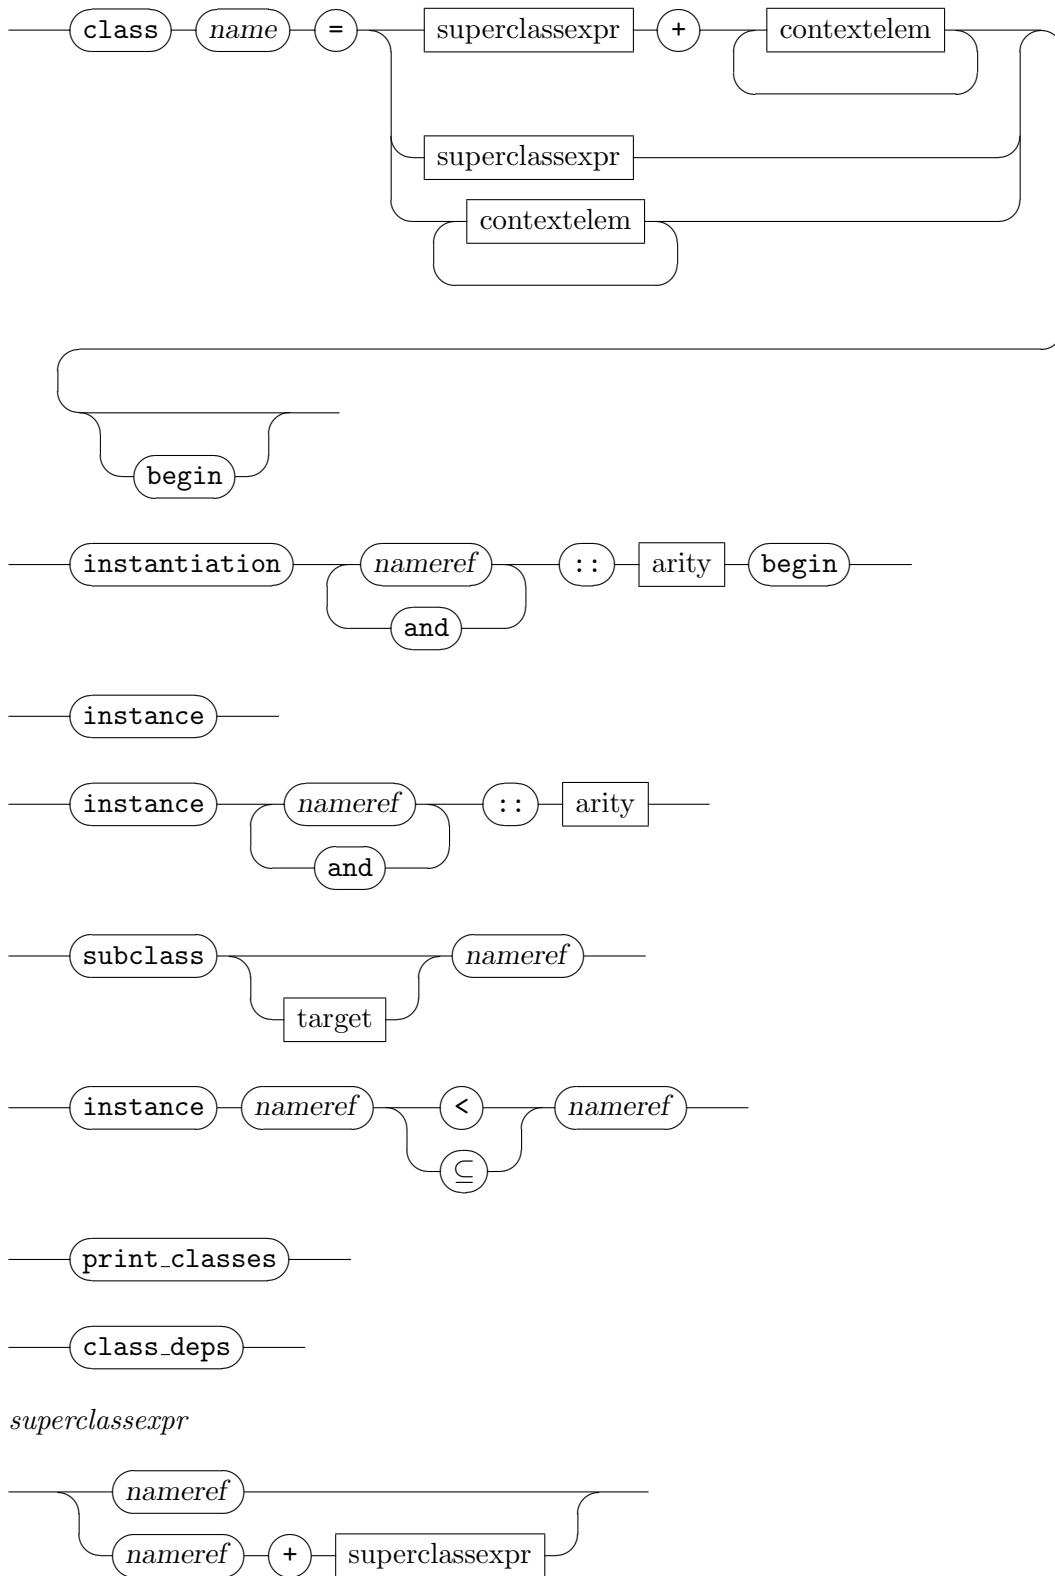 class name = superclassexpr + contextelem
superclassexpr
contextelem
begin
instantiation nameref :: arity begin
and
instance
instance nameref :: arity
and
subclass nameref
target
instance nameref < nameref
⊆
print_classes
class_deps
superclassexpr
nameref
nameref + superclassexpr